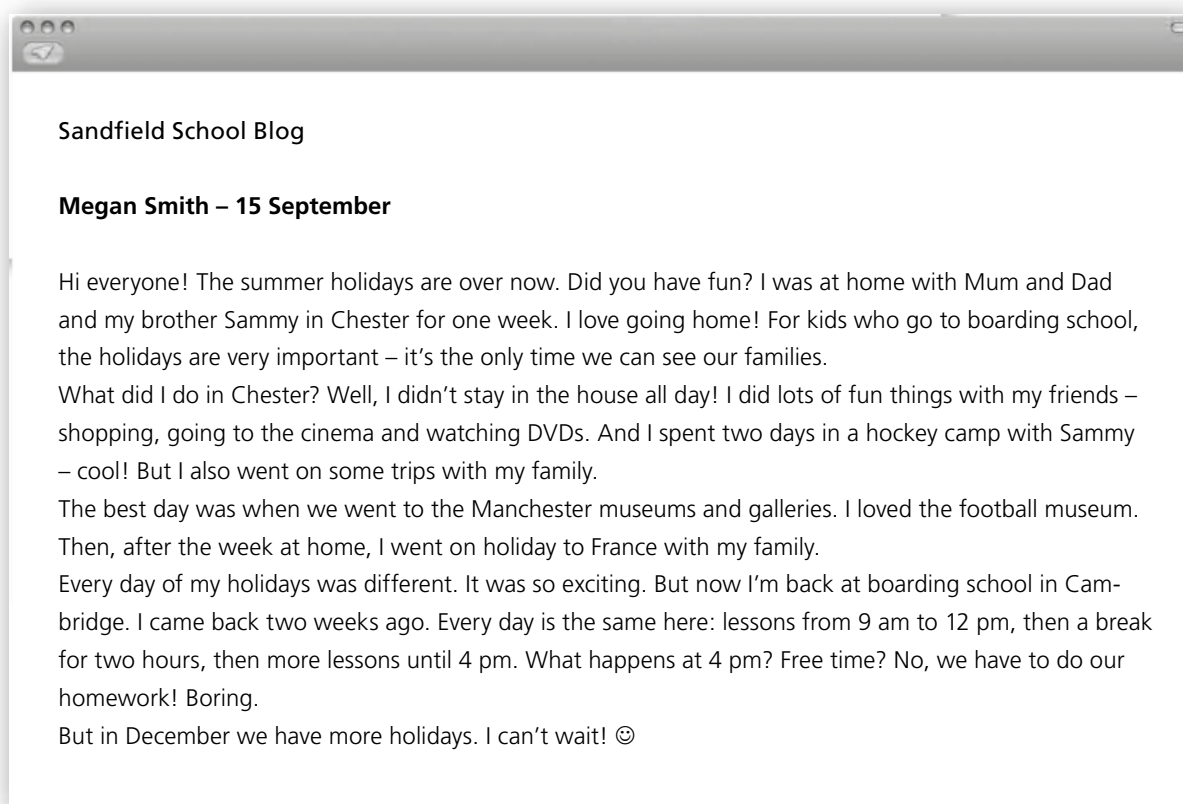 Sandfield School Blog
Megan Smith – 15 September
Hi everyone! The summer holidays are over now. Did you have fun? I was at home with Mum and Dad
and my brother Sammy in Chester for one week. I love going home! For kids who go to boarding school,
the holidays are very important – it’s the only time we can see our families.
What did I do in Chester? Well, I didn’t stay in the house all day! I did lots of fun things with my friends –
shopping, going to the cinema and watching DVDs. And I spent two days in a hockey camp with Sammy
– cool! But I also went on some trips with my family.
The best day was when we went to the Manchester museums and galleries. I loved the football museum.
Then, after the week at home, I went on holiday to France with my family.
Every day of my holidays was different. It was so exciting. But now I’m back at boarding school in Cam-
bridge. I came back two weeks ago. Every day is the same here: lessons from 9 am to 12 pm, then a break
for two hours, then more lessons until 4 pm. What happens at 4 pm? Free time? No, we have to do our
homework! Boring.
But in December we have more holidays. I can’t wait! ☺